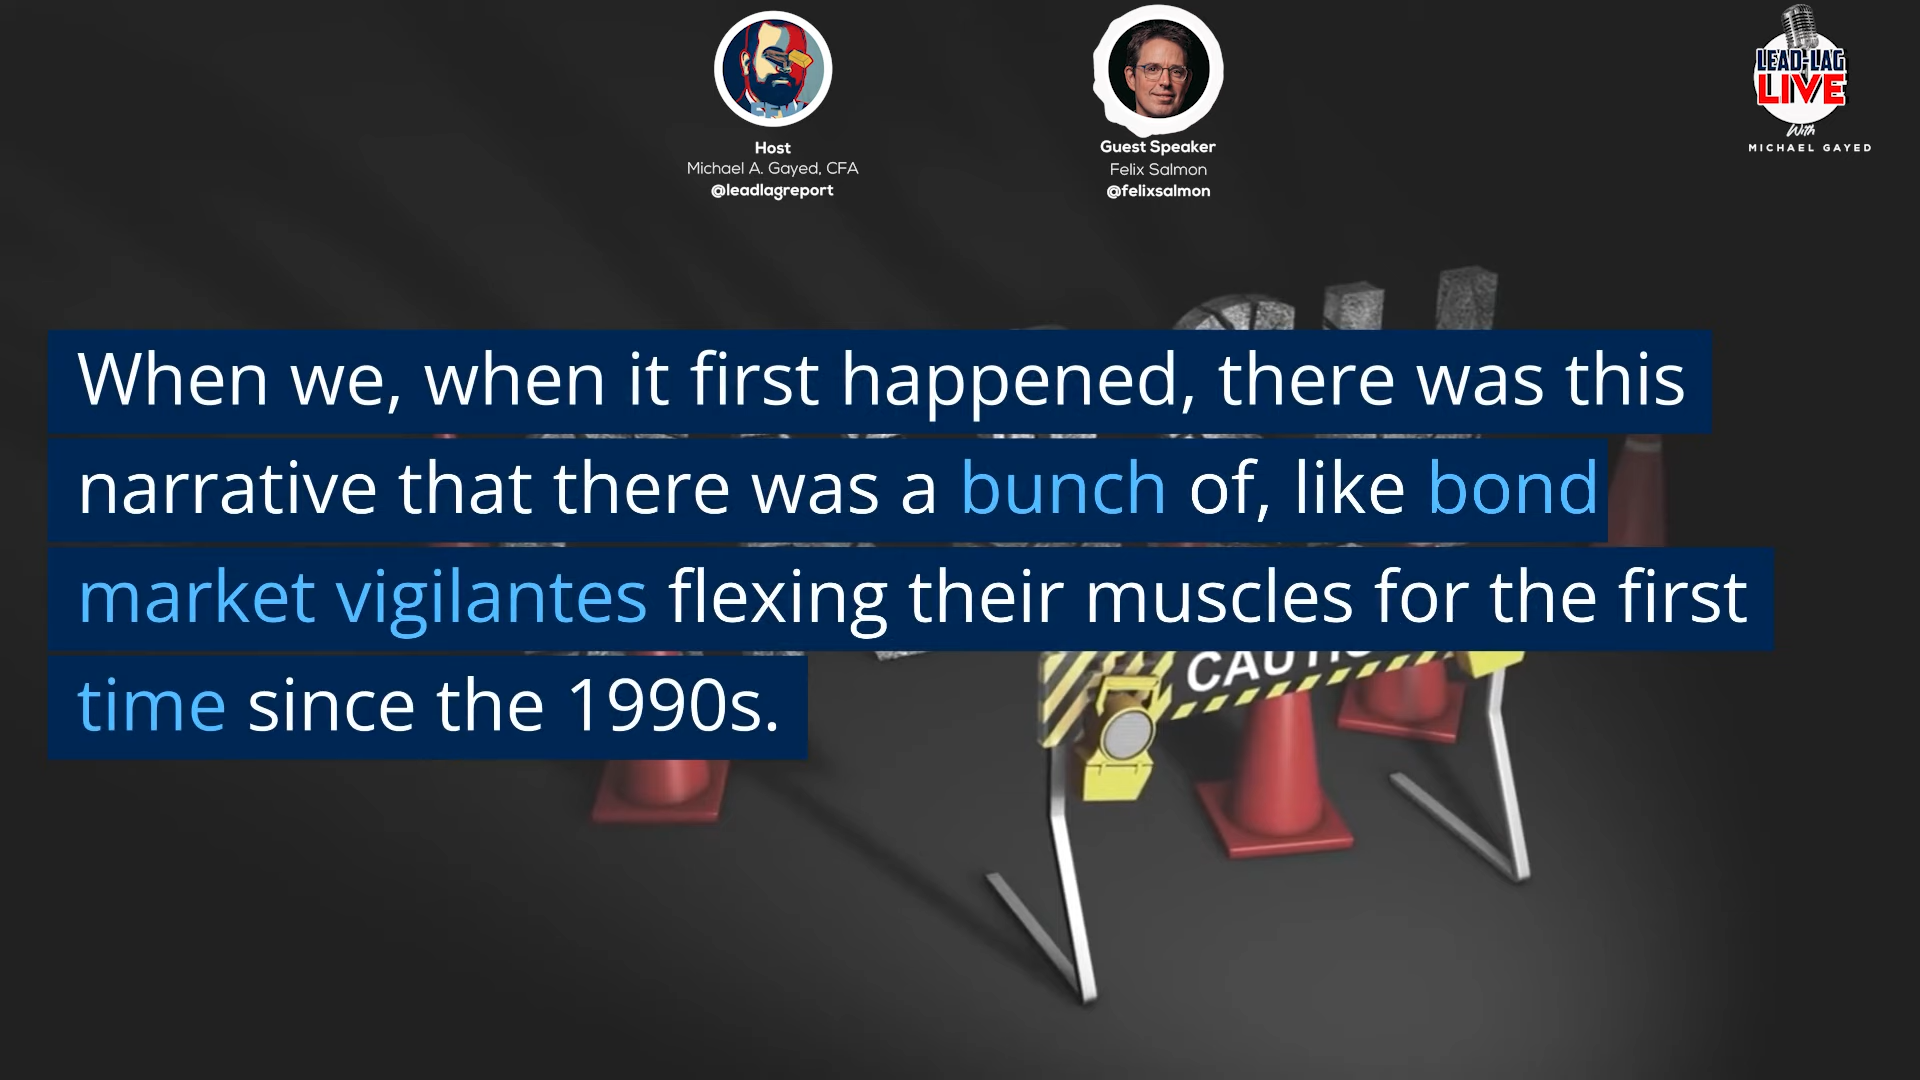 Host
Michael A. Gayed, CFA
@leadlagreport
Guest Speaker
Felix Salmon
@felixsalmon
LEAD-LAG
LIVE
With
MICHAEL GAYED
When we, when it first happened, there was this
narrative that there was a bunch of, like bond
market vigilantes flexing their muscles for the first
time since the 1990s.